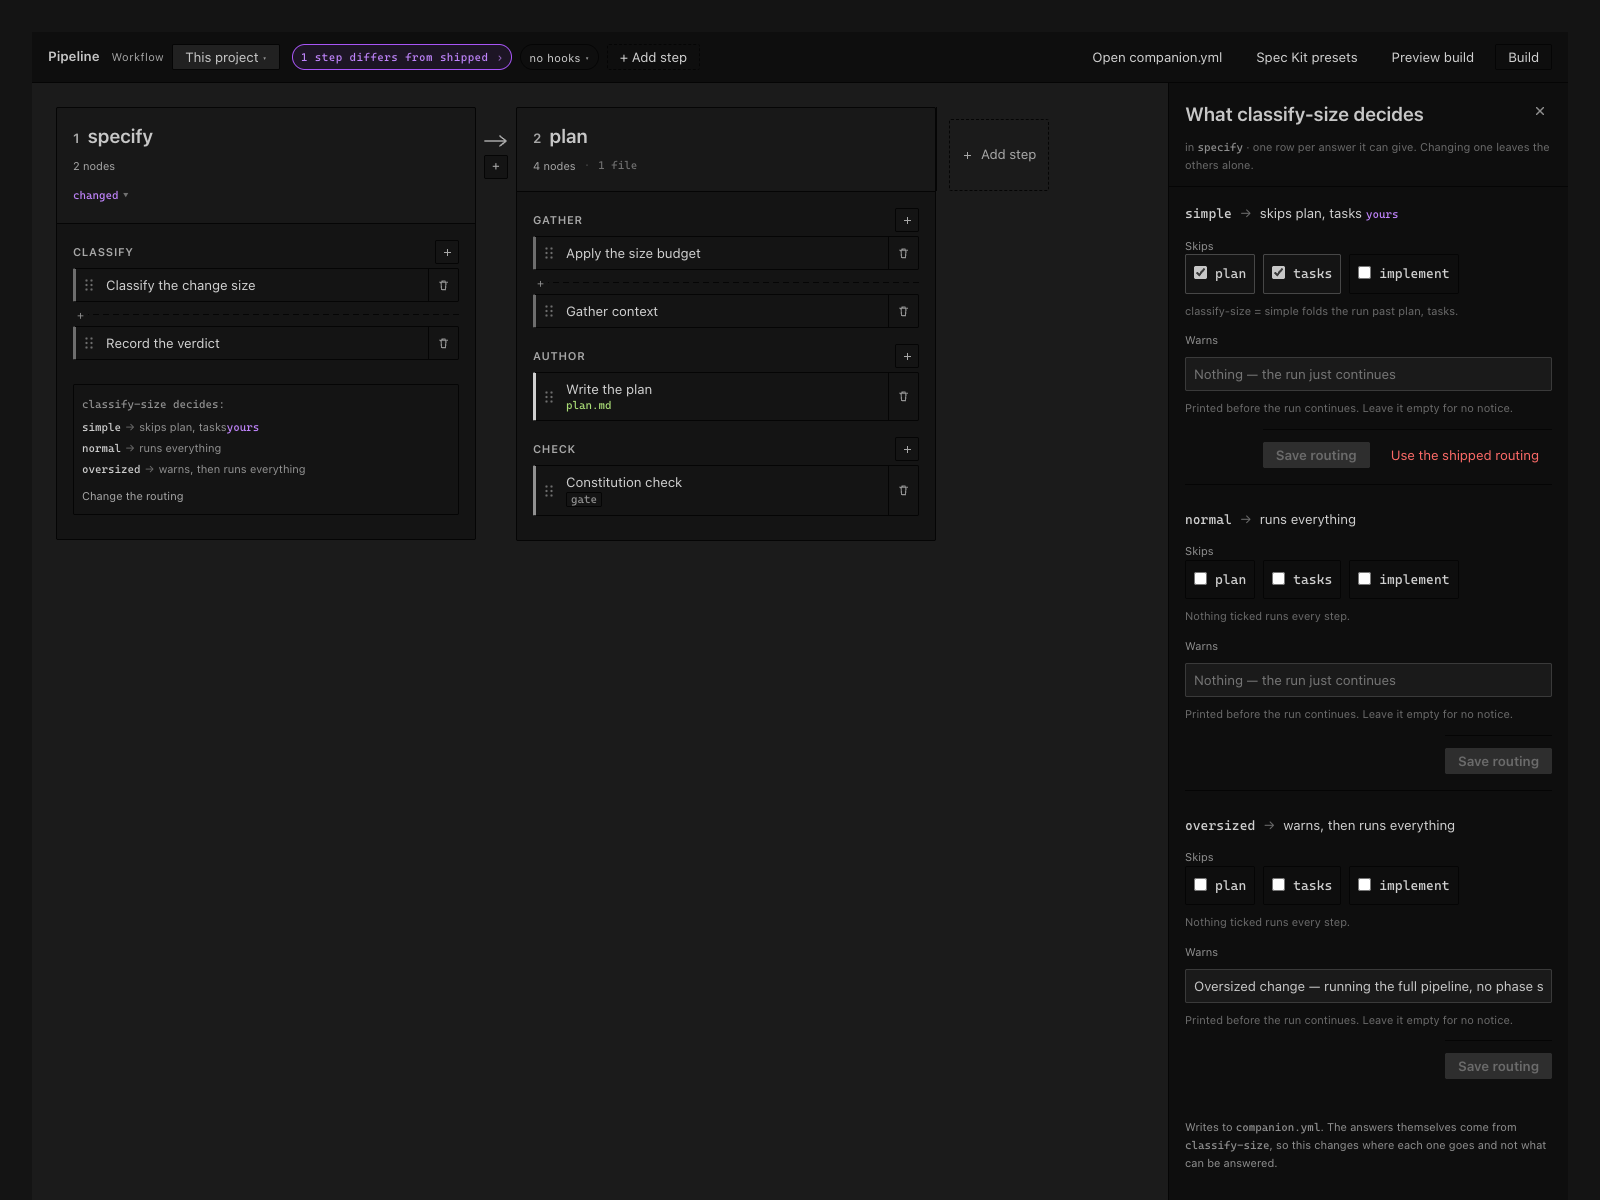 Pipeline Workflow This project 1 step differs from shipped › no hooks + Add step Open companion.yml Spec Kit presets Preview build Build
1 specify
2 nodes
changed
CLASSIFY
Classify the change size
Record the verdict
classify-size decides:
simple → skips plan, tasksyours
normal → runs everything
oversized → warns, then runs everything
Change the routing
2 plan
4 nodes · 1 file
GATHER
Apply the size budget
Gather context
AUTHOR
Write the plan
plan.md
CHECK
Constitution check
gate
+ Add step
What classify-size decides
in specify · one row per answer it can give. Changing one leaves the
others alone.
simple → skips plan, tasks yours
Skips
plan tasks implement
classify-size = simple folds the run past plan, tasks.
Warns
Nothing — the run just continues
Printed before the run continues. Leave it empty for no notice.
Save routing Use the shipped routing
normal → runs everything
Skips
plan tasks implement
Nothing ticked runs every step.
Warns
Nothing — the run just continues
Printed before the run continues. Leave it empty for no notice.
Save routing
oversized → warns, then runs everything
Skips
plan tasks implement
Nothing ticked runs every step.
Warns
Oversized change — running the full pipeline, no phase s
Printed before the run continues. Leave it empty for no notice.
Save routing
Writes to companion.yml. The answers themselves come from
classify-size, so this changes where each one goes and not what
can be answered.